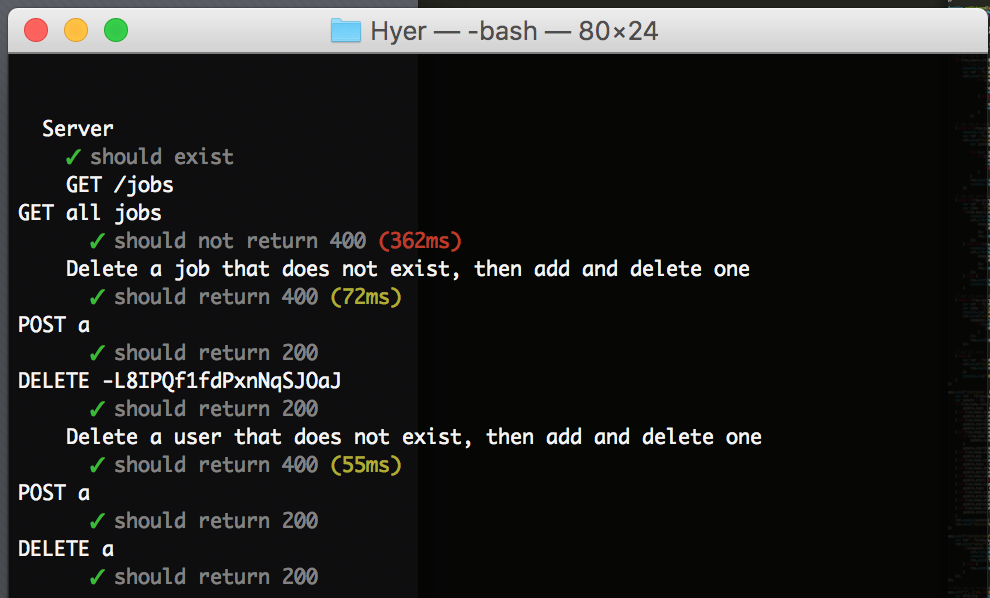 Hyer — -bash — 80×24
Server
✓ should exist
GET /jobs
GET all jobs
✓ should not return 400 (362ms)
Delete a job that does not exist, then add and delete one
✓ should return 400 (72ms)
POST a
✓ should return 200
DELETE -L8IPQf1fdPxnNqSJOaJ
✓ should return 200
Delete a user that does not exist, then add and delete one
✓ should return 400 (55ms)
POST a
✓ should return 200
DELETE a
✓ should return 200